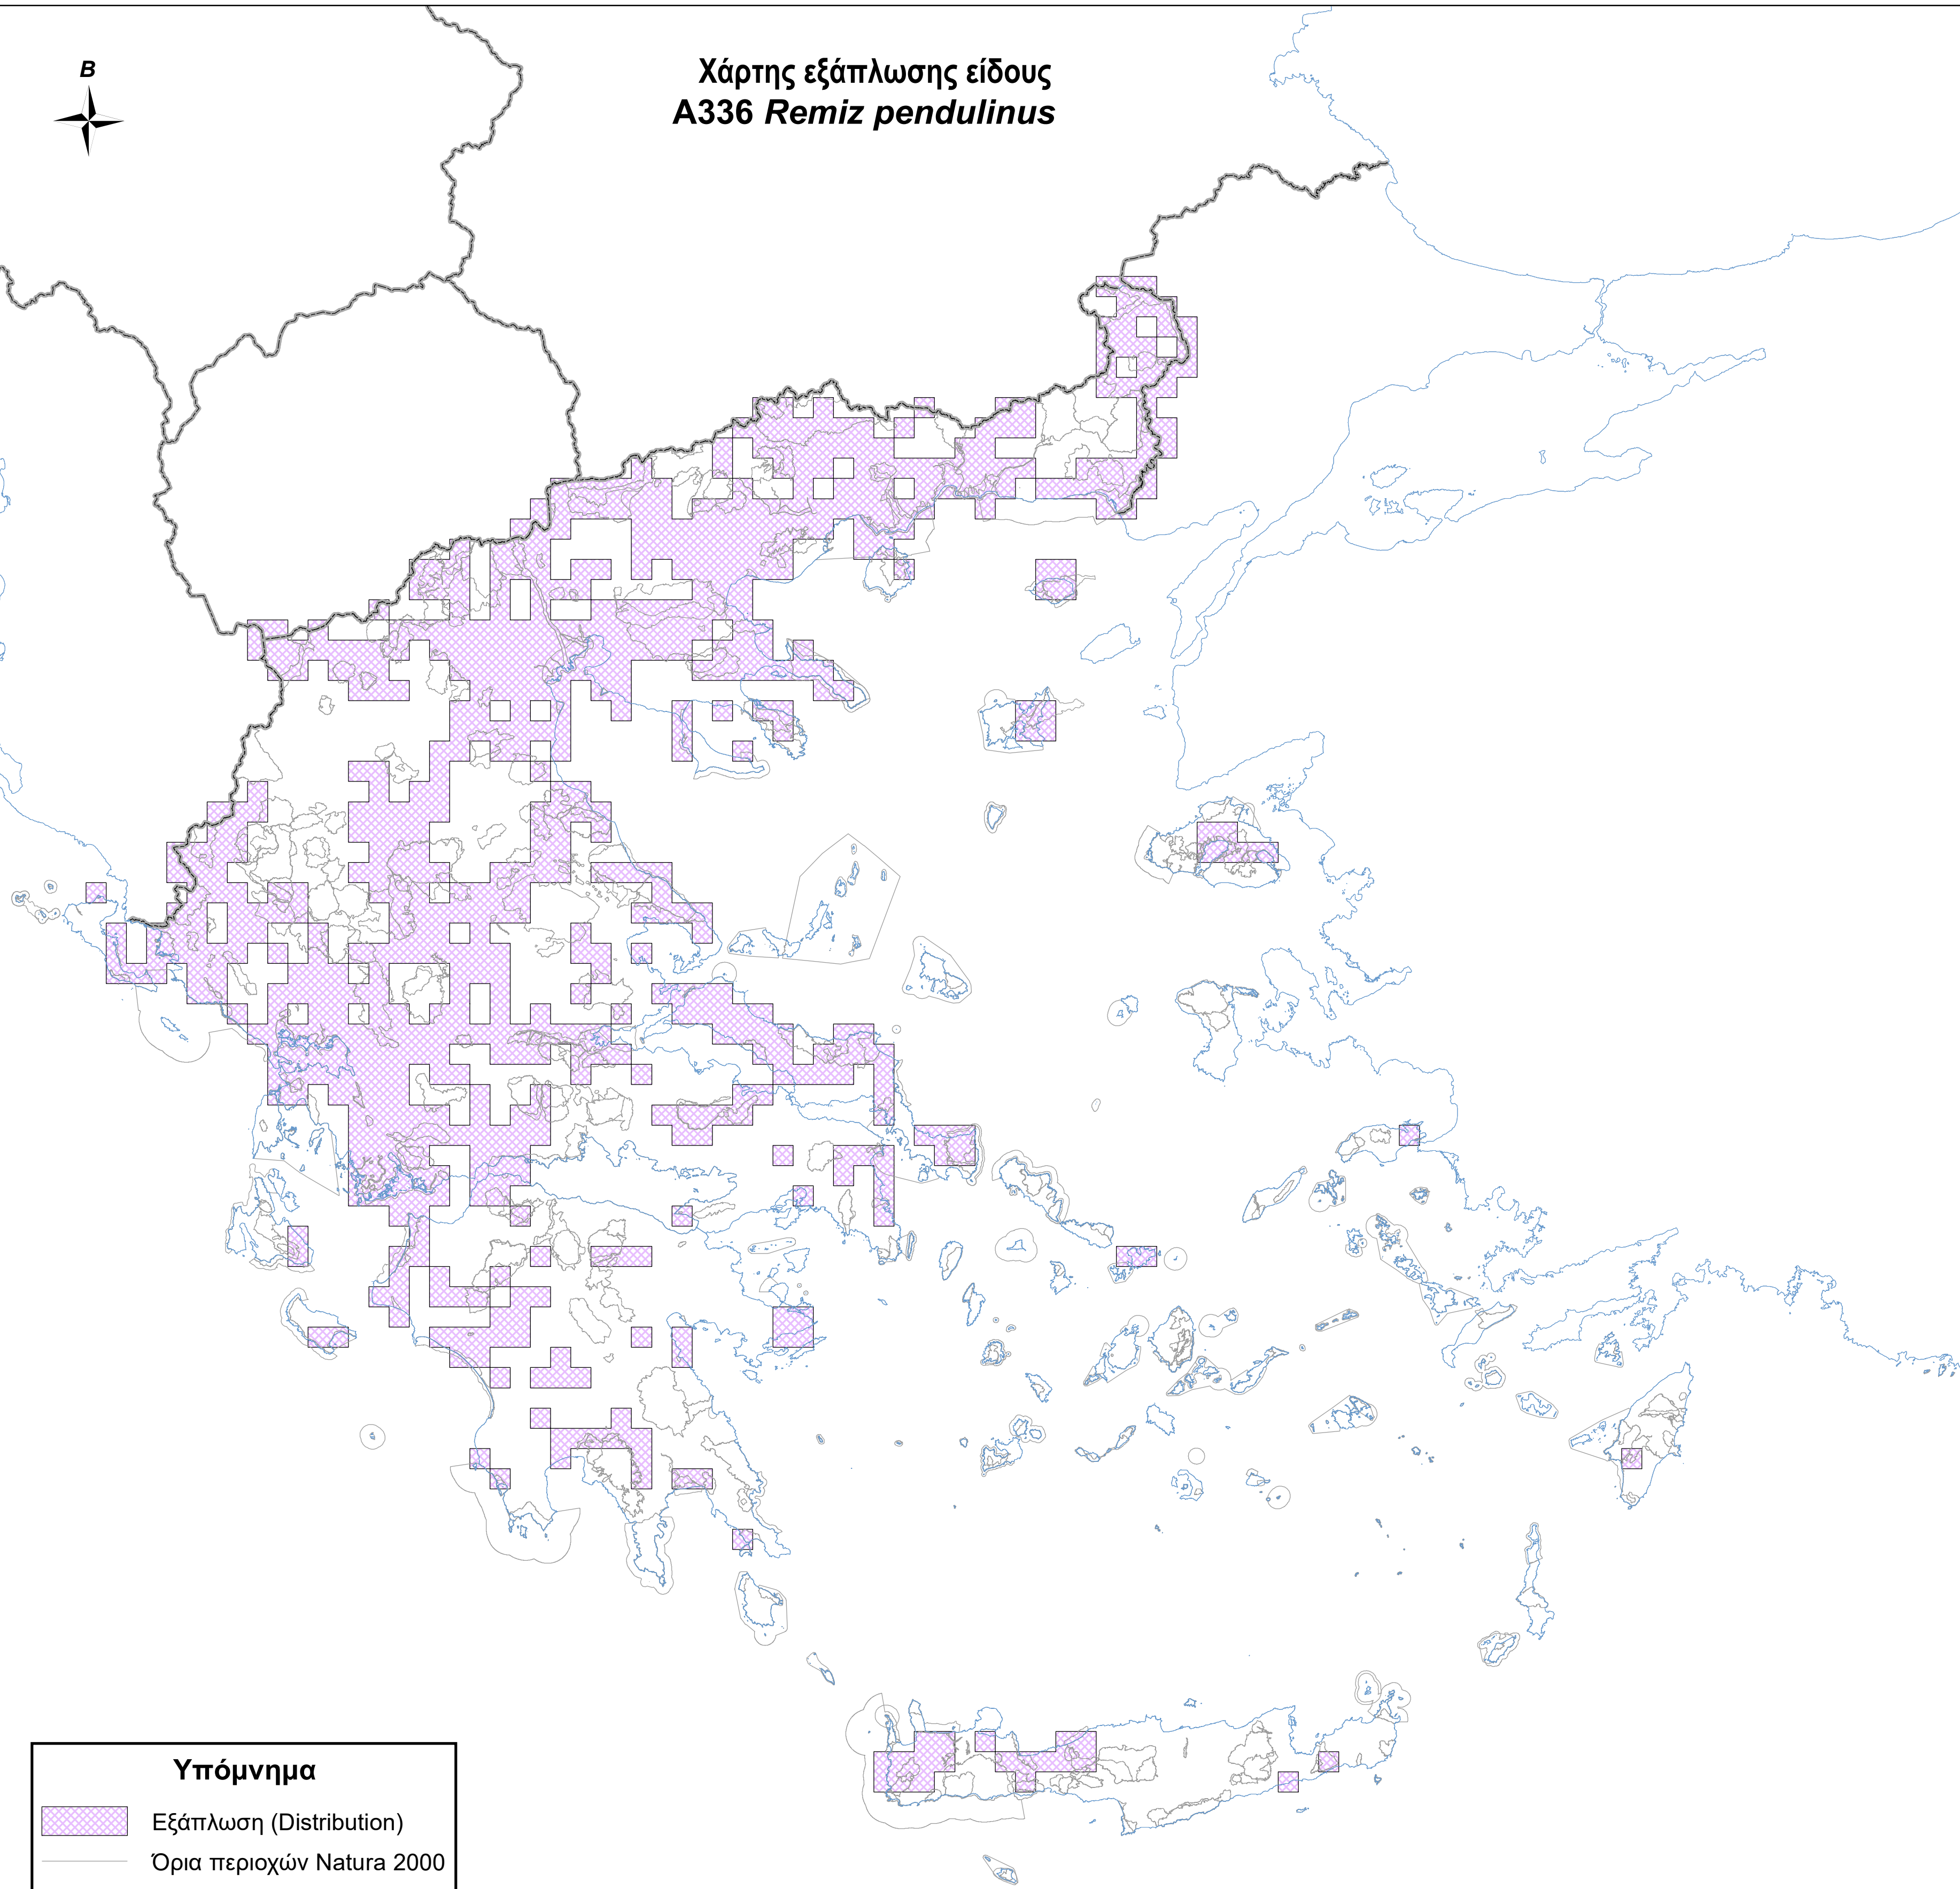 B
Χάρτης εξάπλωσης είδους
A336 Remiz pendulinus
Υπόμνημα
Εξάπλωση (Distribution)
Όρια περιοχών Natura 2000